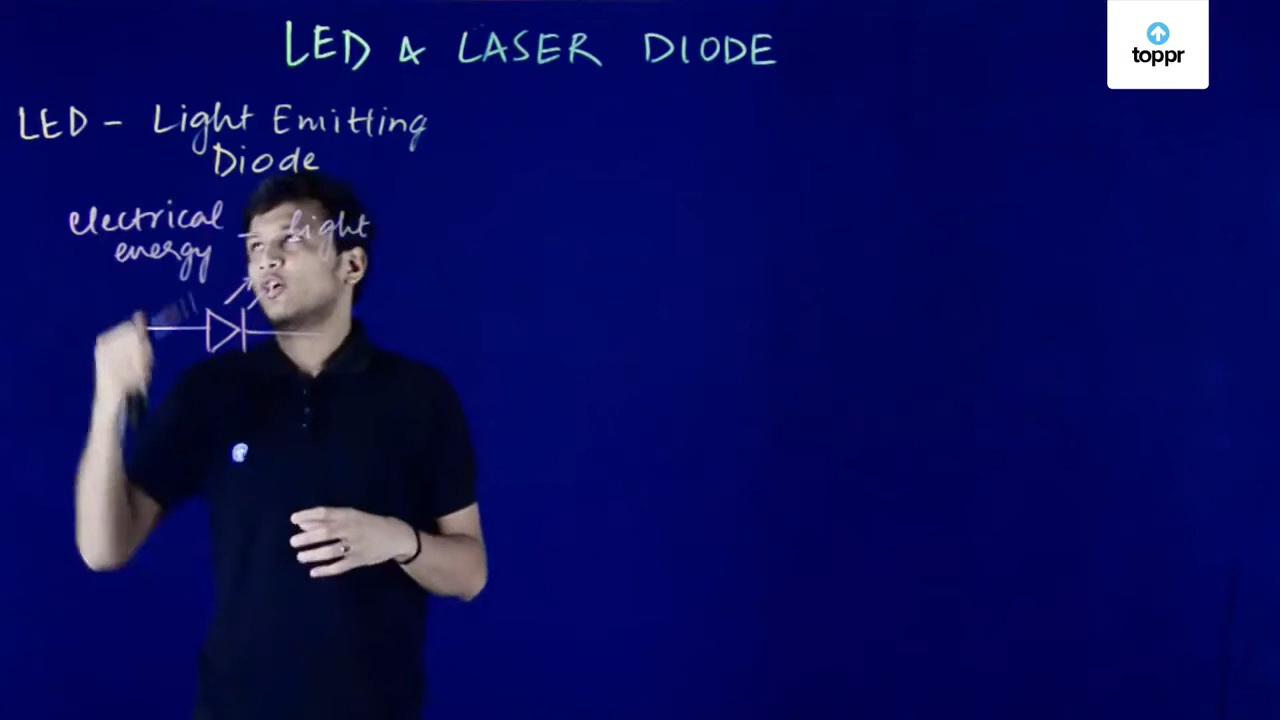 LED & LASER DIODE
toppr
LED - Light Emitting
Diode
electrical - light
energy